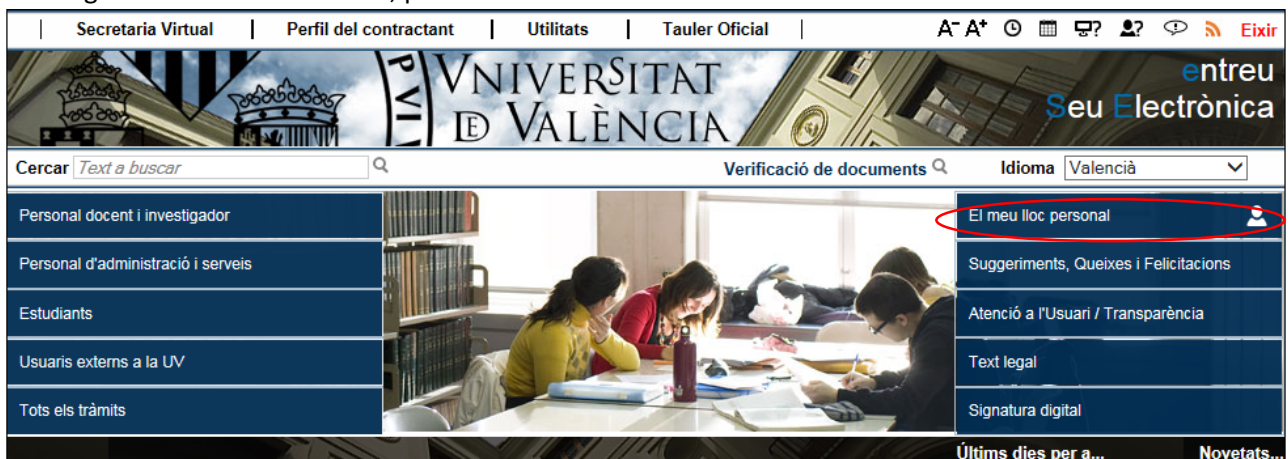 Secretaria Virtual | Perfil del contractant | Utilitats | Tauler Oficial | A- A+ ? ? Eixir
VNIVERSITAT
D VALÈNCIA
entreu
Seu Electrònica
Cercar Text a buscar Verificació de documents Idioma Valencià
Personal docent i investigador
Personal d'administració i serveis
Estudiants
Usuaris externs a la UV
Tots els tràmits
El meu lloc personal
Suggeriments, Queixes i Felicitacions
Atenció a l'Usuari / Transparència
Text legal
Signatura digital
Últims dies per a... Novetats...